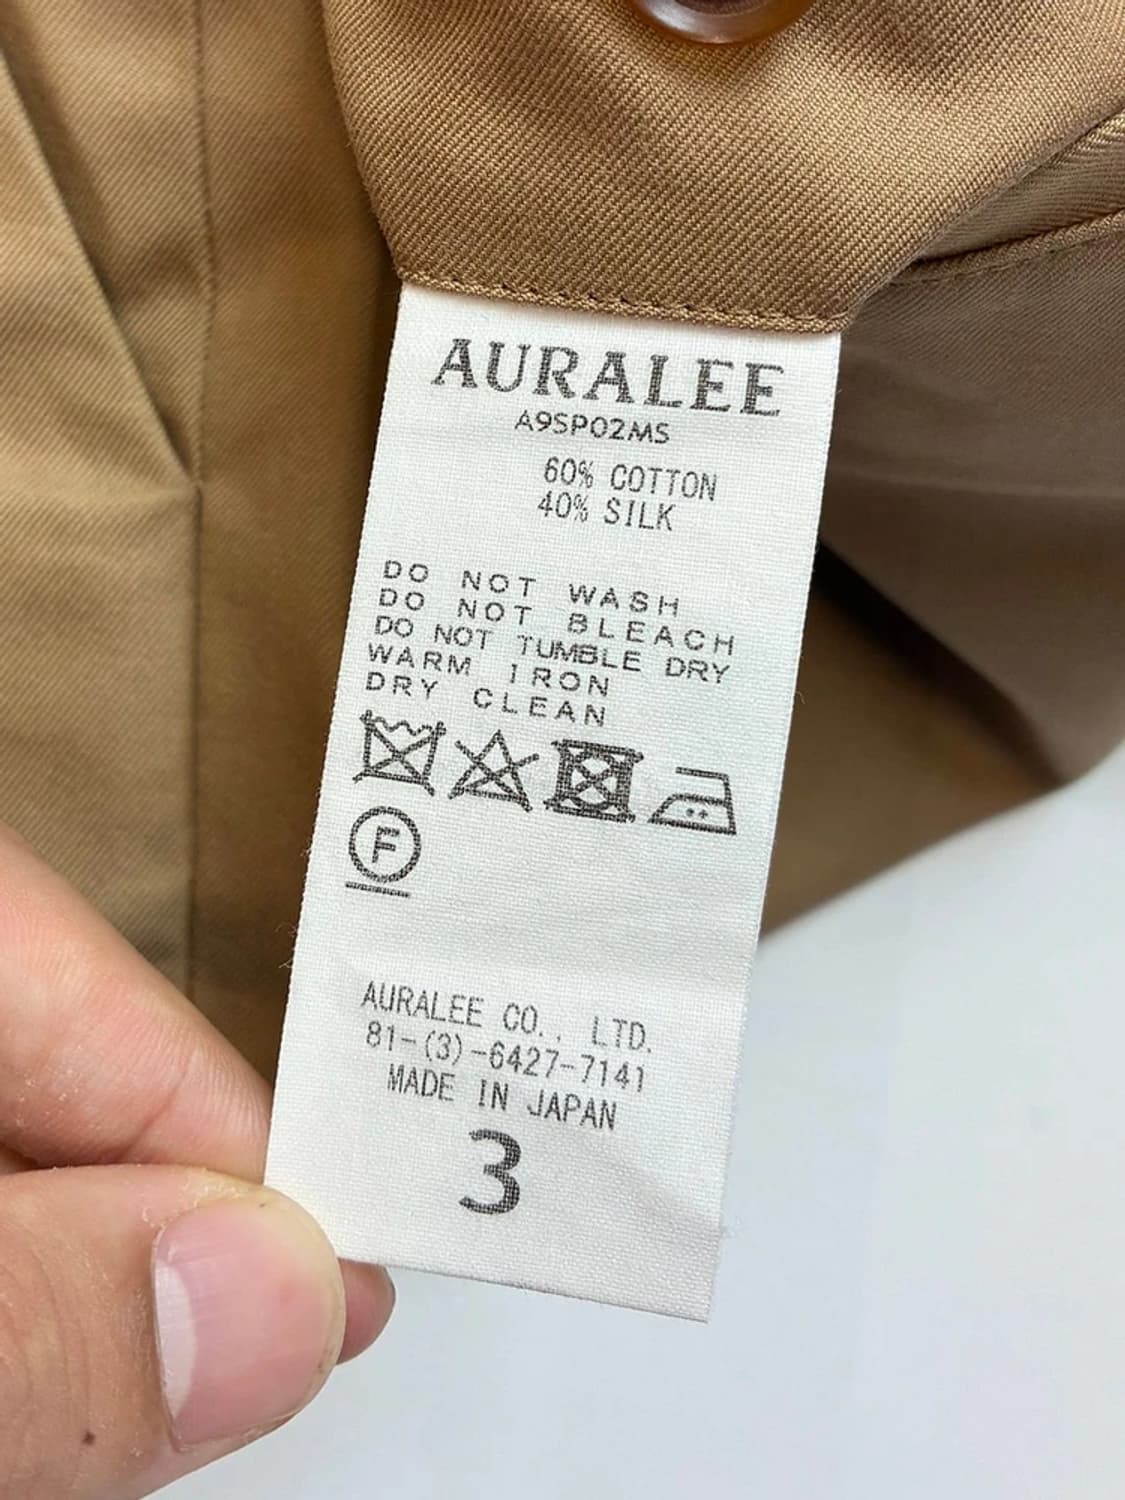 AURALEE
A9SP02MS
60% COTTON
40% SILK
DO NOT WASH
DO NOT BLEACH
DO NOT TUMBLE DRY
WARM IRON
DRY CLEAN
F
AURALEE CO., LTD.
81-(3)-6427-7141
MADE IN JAPAN
3